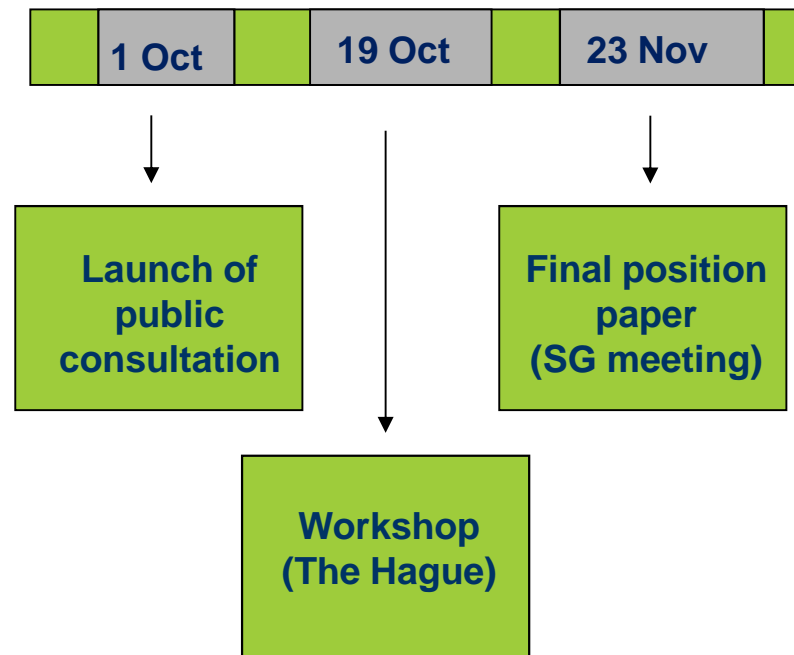 1 Oct
19 Oct
23 Nov
Launch of
public
consultation
Final position
paper
(SG meeting)
Workshop
(The Hague)